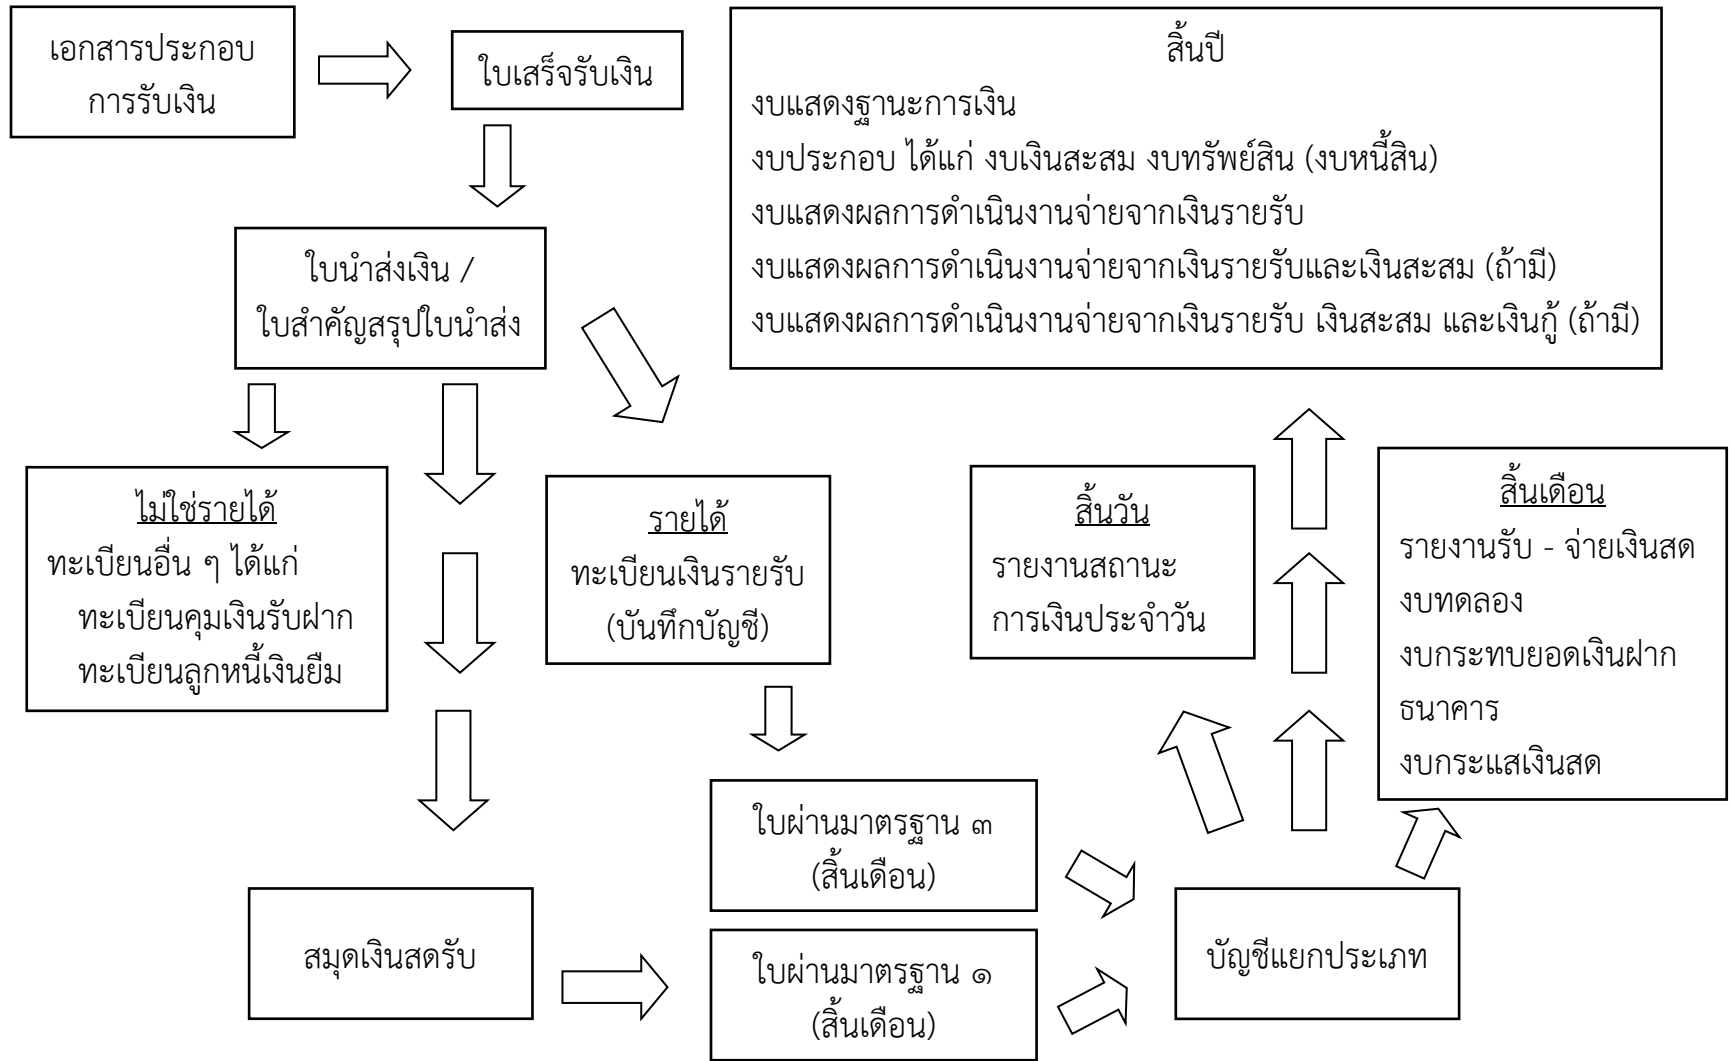 เอกสารประกอบ
การรับเงิน
ใบเสร็จรับเงิน
สิ้นปี
งบแสดงฐานะการเงิน
งบประกอบ ได้แก่ งบเงินสะสม งบทรัพย์สิน (งบหนี้สิน)
งบแสดงผลการดำเนินงานจ่ายจากเงินรายรับ
งบแสดงผลการดำเนินงานจ่ายจากเงินรายรับและเงินสะสม (ถ้ามี)
งบแสดงผลการดำเนินงานจ่ายจากเงินรายรับ เงินสะสม และเงินกู้ (ถ้ามี)
ใบนำส่งเงิน /
ใบสำคัญสรุปใบนำส่ง
ไม่ใช่รายได้
ทะเบียนอื่น ๆ ได้แก่
ทะเบียนคุมเงินรับฝาก
ทะเบียนลูกหนี้เงินยืม
รายได้
ทะเบียนเงินรายรับ
(บันทึกบัญชี)
สิ้นวัน
รายงานสถานะ
การเงินประจำวัน
สิ้นเดือน
รายงานรับ - จ่ายเงินสด
งบทดลอง
งบกระทบยอดเงินฝาก
ธนาคาร
งบกระแสเงินสด
ใบผ่านมาตรฐาน ๓
(สิ้นเดือน)
สมุดเงินสดรับ
ใบผ่านมาตรฐาน ๑
(สิ้นเดือน)
บัญชีแยกประเภท